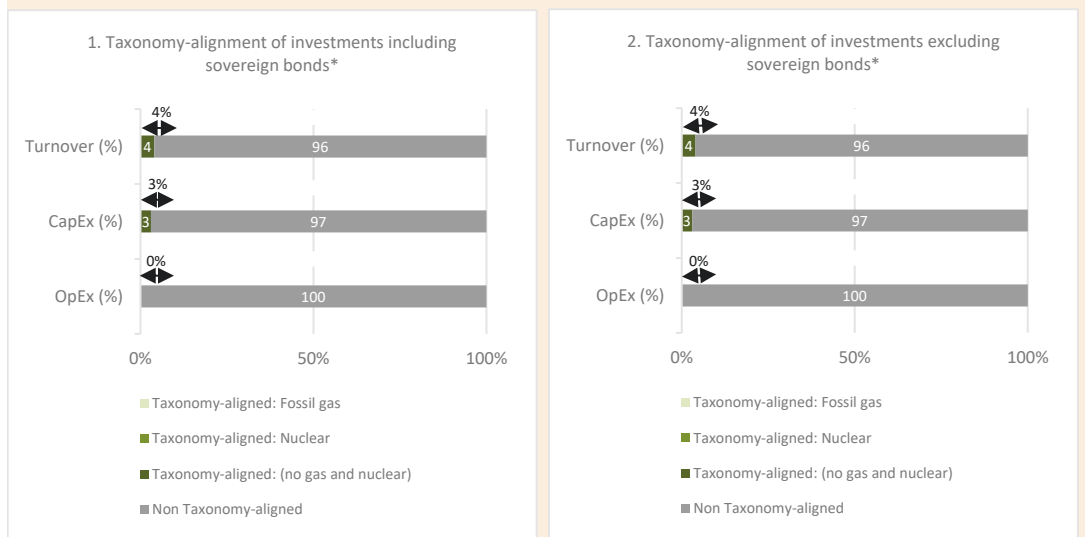 1. Taxonomy-alignment of investments including
sovereign bonds*
4%
Turnover (%)
4
96
3%
CapEx (%)
3
97
0%
OpEx (%)
100
0%
50%
100%
Taxonomy-aligned: Fossil gas
Taxonomy-aligned: Nuclear
Taxonomy-aligned: (no gas and nuclear)
Non Taxonomy-aligned
2. Taxonomy-alignment of investments excluding
sovereign bonds*
4%
Turnover (%)
4
96
3%
CapEx (%)
3
97
0%
OpEx (%)
100
0%
50%
100%
Taxonomy-aligned: Fossil gas
Taxonomy-aligned: Nuclear
Taxonomy-aligned: (no gas and nuclear)
Non Taxonomy-aligned